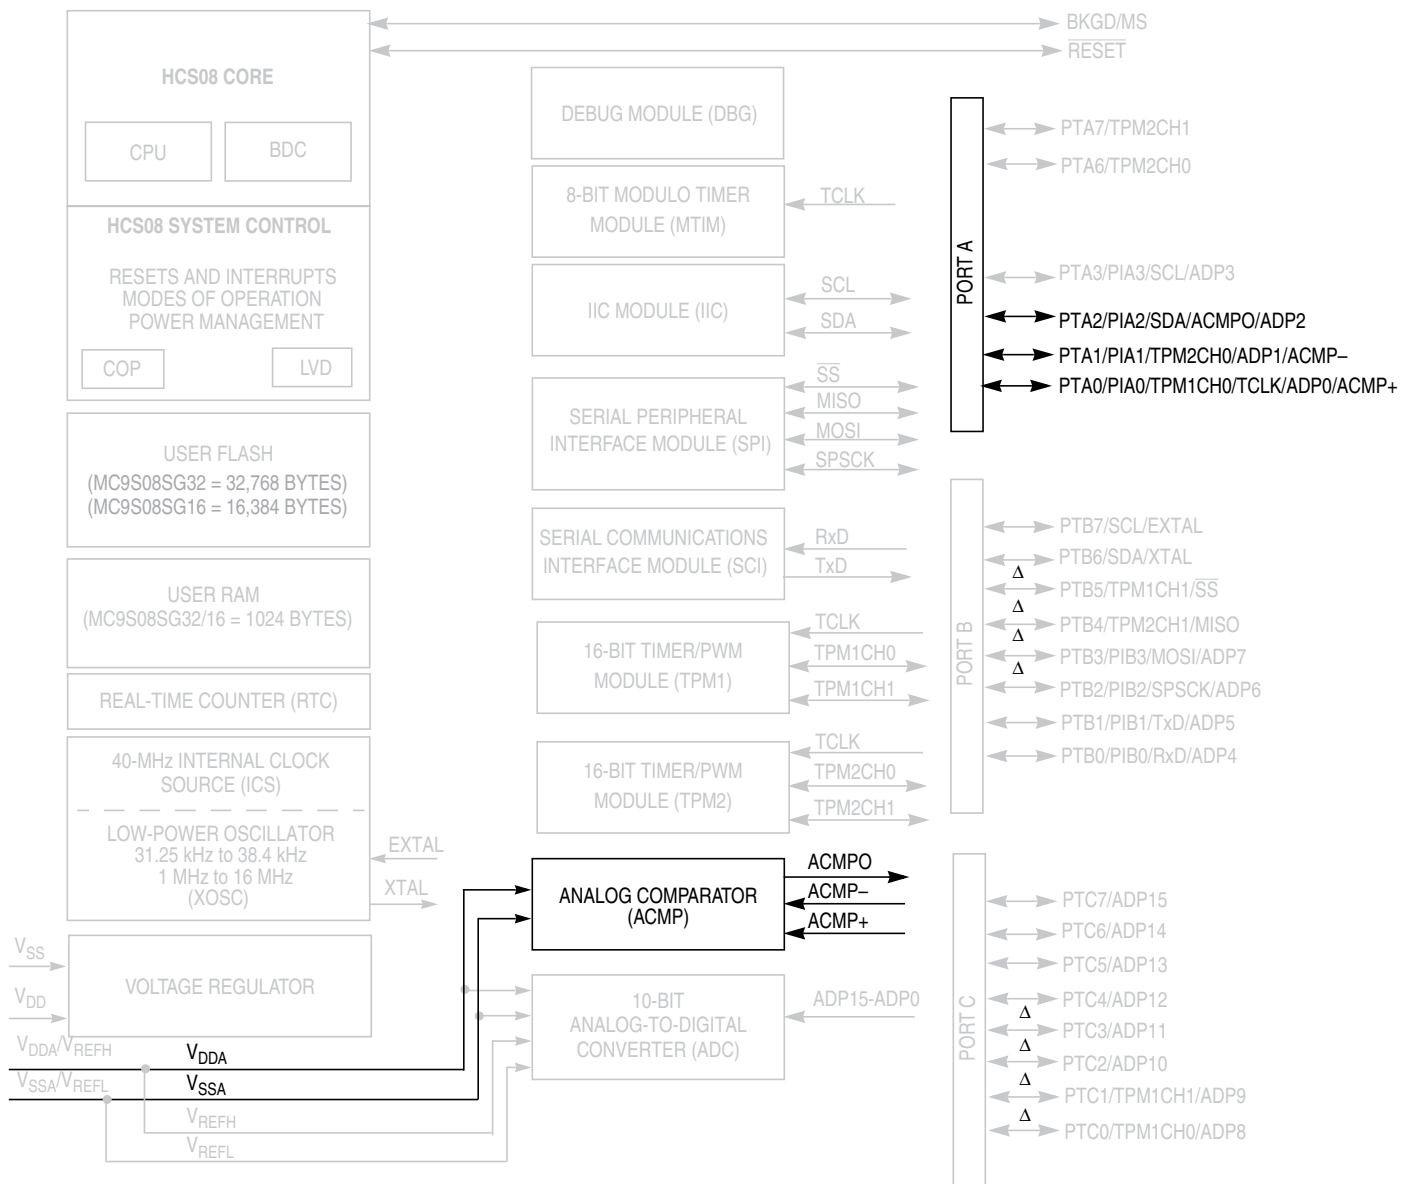 BKGD/MS
RESET
HCS08 CORE
CPU
BDC
HCS08 SYSTEM CONTROL
RESETS AND INTERRUPTS
MODES OF OPERATION
POWER MANAGEMENT
COP
LVD
USER FLASH
(MC9S08SG32 = 32,768 BYTES)
(MC9S08SG16 = 16,384 BYTES)
USER RAM
(MC9S08SG32/16 = 1024 BYTES)
REAL-TIME COUNTER (RTC)
40-MHz INTERNAL CLOCK
SOURCE (ICS)
LOW-POWER OSCILLATOR
31.25 kHz to 38.4 kHz
1 MHz to 16 MHz
(XOSC)
EXTAL
XTAL
VSS
VDD
VOLTAGE REGULATOR
VDDA/VREFH
VDDA
VSSA/VREFL
VSSA
VREFH
VREFL
DEBUG MODULE (DBG)
8-BIT MODULO TIMER
MODULE (MTIM)
TCLK
IIC MODULE (IIC)
SCL
SDA
SERIAL PERIPHERAL
INTERFACE MODULE (SPI)
SS
MISO
MOSI
SPSCK
SERIAL COMMUNICATIONS
INTERFACE MODULE (SCI)
RxD
TxD
16-BIT TIMER/PWM
MODULE (TPM1)
TCLK
TPM1CH0
TPM1CH1
16-BIT TIMER/PWM
MODULE (TPM2)
TCLK
TPM2CH0
TPM2CH1
ANALOG COMPARATOR
(ACMP)
ACMPO
ACMP–
ACMP+
10-BIT
ANALOG-TO-DIGITAL
CONVERTER (ADC)
ADP15-ADP0
PORT A
PTA7/TPM2CH1
PTA6/TPM2CH0
PTA3/PIA3/SCL/ADP3
PTA2/PIA2/SDA/ACMPO/ADP2
PTA1/PIA1/TPM2CH0/ADP1/ACMP–
PTA0/PIA0/TPM1CH0/TCLK/ADP0/ACMP+
PORT B
PTB7/SCL/EXTAL
PTB6/SDA/XTAL
Δ
PTB5/TPM1CH1/SS
Δ
PTB4/TPM2CH1/MISO
Δ
PTB3/PIB3/MOSI/ADP7
Δ
PTB2/PIB2/SPSCK/ADP6
PTB1/PIB1/TxD/ADP5
PTB0/PIB0/RxD/ADP4
PORT C
PTC7/ADP15
PTC6/ADP14
PTC5/ADP13
PTC4/ADP12
Δ
PTC3/ADP11
Δ
PTC2/ADP10
Δ
PTC1/TPM1CH1/ADP9
Δ
PTC0/TPM1CH0/ADP8